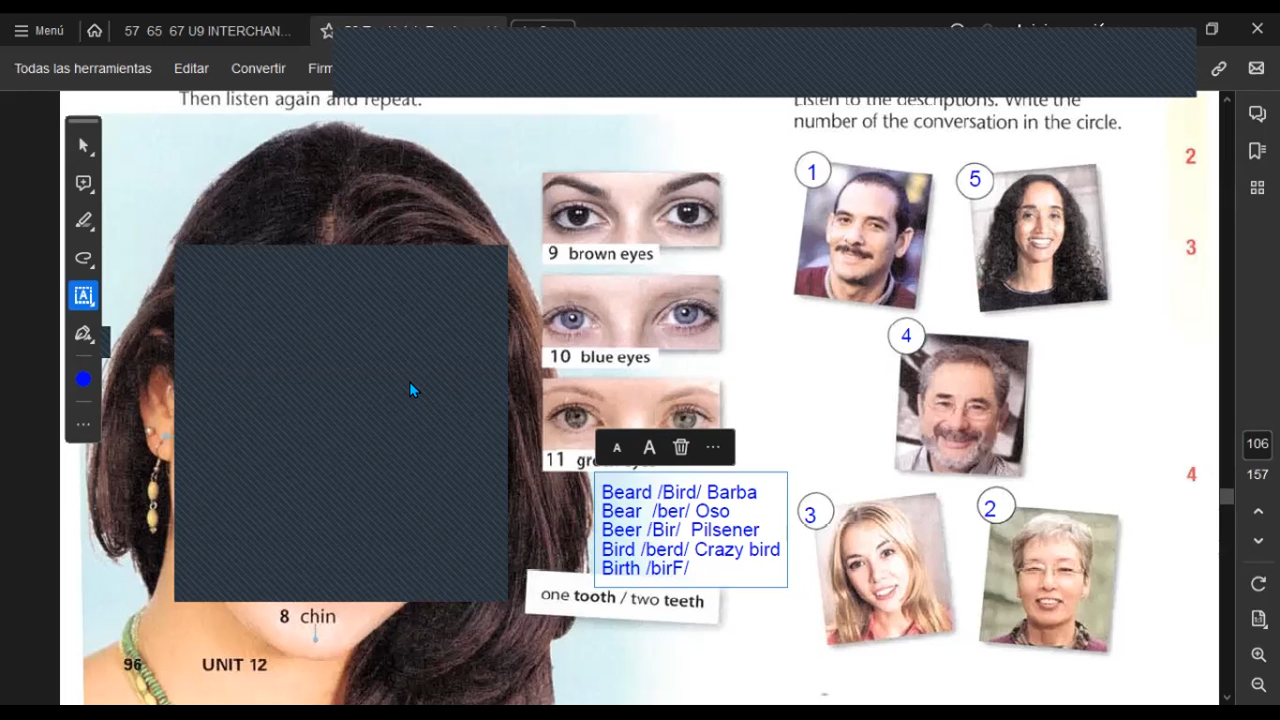 Menú
57 65 67 U9 INTERCHAN...
Todas las herramientas
Editar
Convertir
Then listen again and repeat.
Listen to the descriptions. Write the
number of the conversation in the circle.
2
3
4
1
5
4
3
2
9 brown eyes
10 blue eyes
11
Beard /Bird/ Barba
Bear /ber/ Oso
Beer /Bir/ Pilsener
Bird /berd/ Crazy bird
Birth /birF/
one tooth / two teeth
8 chin
96 UNIT 12
106
157